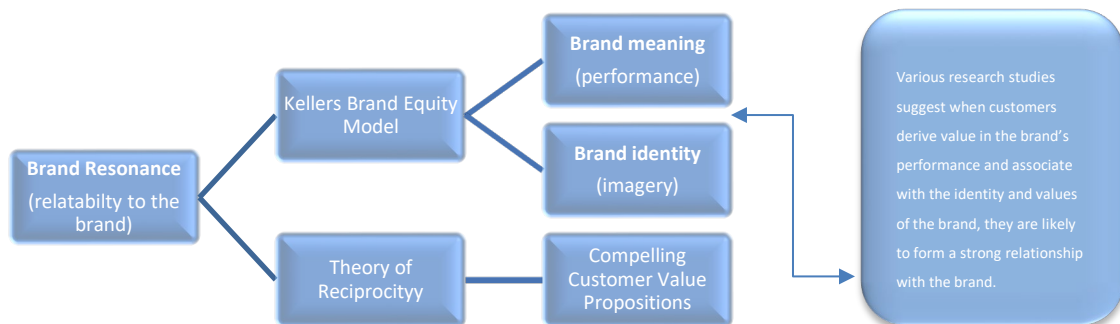 Brand Resonance
(relatabilty to the
brand)
Kellers Brand Equity
Model
Brand meaning
(performance)
Brand identity
(imagery)
Theory of
Reciprocityy
Compelling
Customer Value
Propositions
Various research studies
suggest when customers
derive value in the brand’s
performance and associate
with the identity and values
of the brand, they are likely
to form a strong relationship
with the brand.